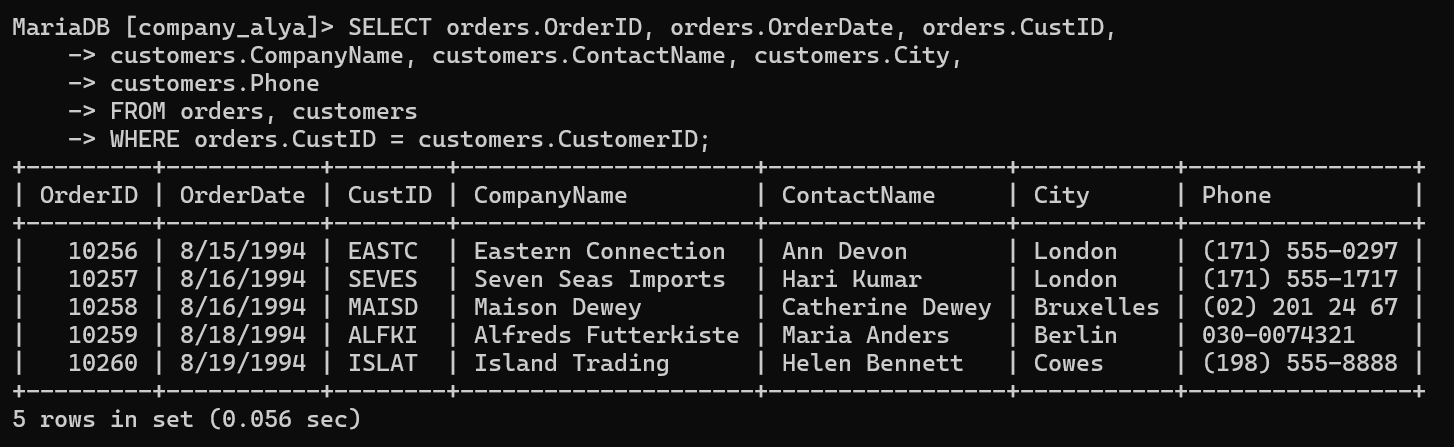 MariaDB [company_alya]> SELECT orders.OrderID, orders.OrderDate, orders.CustID,
    -> customers.CompanyName, customers.ContactName, customers.City,
    -> customers.Phone
    -> FROM orders, customers
    -> WHERE orders.CustID = customers.CustomerID;
+---------+-----------+--------+--------------------+-----------------+-----------+----------------+
| OrderID | OrderDate | CustID | CompanyName        | ContactName     | City      | Phone          |
+---------+-----------+--------+--------------------+-----------------+-----------+----------------+
|   10256 | 8/15/1994 | EASTC  | Eastern Connection | Ann Devon       | London    | (171) 555-0297 |
|   10257 | 8/16/1994 | SEVES  | Seven Seas Imports | Hari Kumar      | London    | (171) 555-1717 |
|   10258 | 8/16/1994 | MAISD  | Maison Dewey       | Catherine Dewey | Bruxelles | (02) 201 24 67 |
|   10259 | 8/18/1994 | ALFKI  | Alfreds Futterkiste | Maria Anders    | Berlin    | 030-0074321    |
|   10260 | 8/19/1994 | ISLAT  | Island Trading     | Helen Bennett   | Cowes     | (198) 555-8888 |
+---------+-----------+--------+--------------------+-----------------+-----------+----------------+
5 rows in set (0.056 sec)